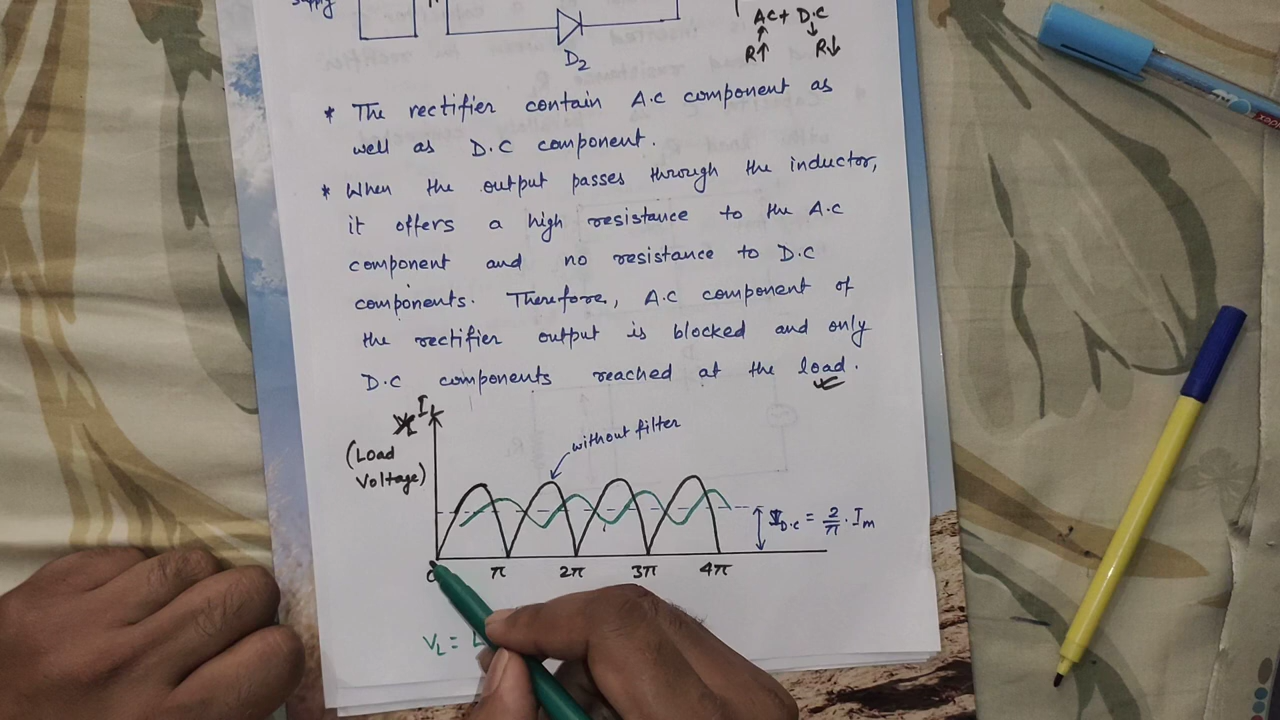 supply
D2
AC + D.C
R↑ R↓
* The rectifier contain A.C component as
well as D.C component.
* When the output passes through the inductor,
it offers a high resistance to the A.C
component and no resistance to D.C
components. Therefore, A.C component of
the rectifier output is blocked and only
D.C components reached at the load.
I
(Load
Voltage)
without filter
I D.C = 2/π . Im
0 π 2π 3π 4π
VL = L